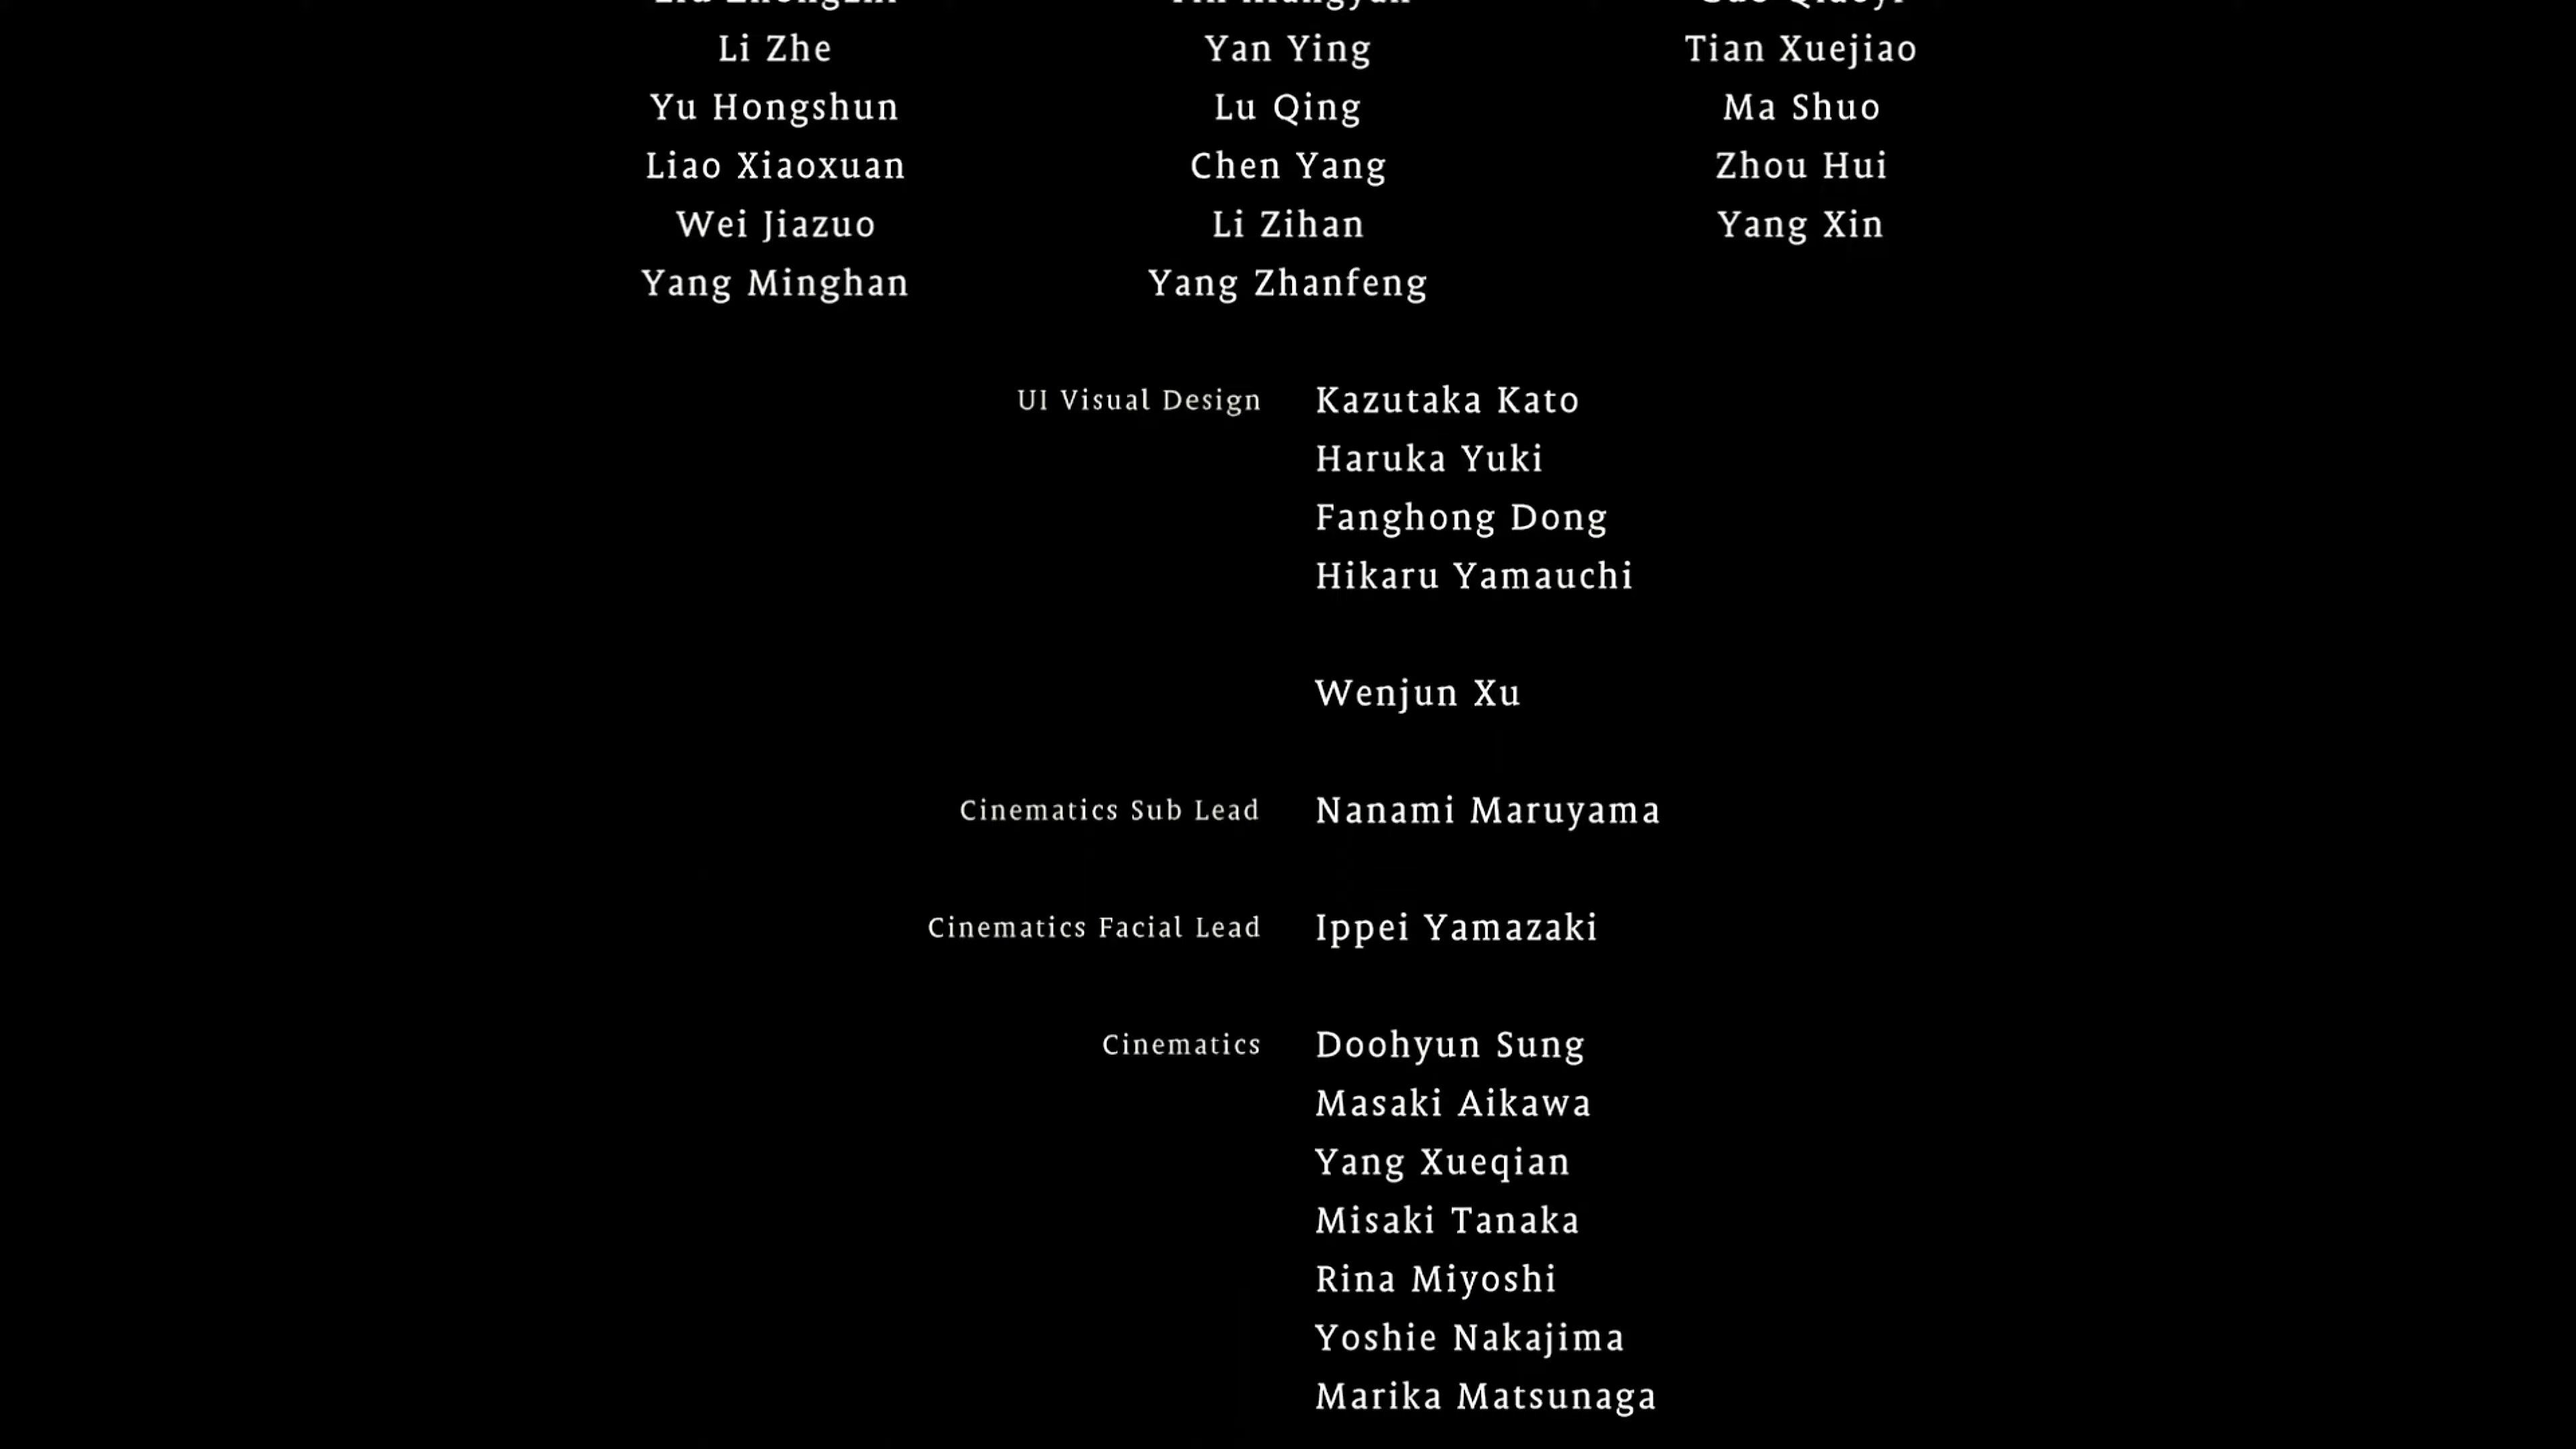 Li Zhe Yan Ying Tian Xuejiao
Yu Hongshun Lu Qing Ma Shuo
Liao Xiaoxuan Chen Yang Zhou Hui
Wei Jiazuo Li Zihan Yang Xin
Yang Minghan Yang Zhanfeng
UI Visual Design Kazutaka Kato
Haruka Yuki
Fanghong Dong
Hikaru Yamauchi
Wenjun Xu
Cinematics Sub Lead Nanami Maruyama
Cinematics Facial Lead Ippei Yamazaki
Cinematics Doohyun Sung
Masaki Aikawa
Yang Xueqian
Misaki Tanaka
Rina Miyoshi
Yoshie Nakajima
Marika Matsunaga